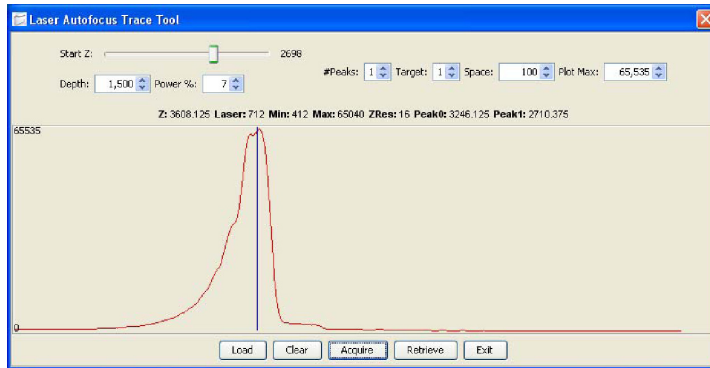 Laser Autofocus Trace Tool
Start Z: 2698
#Peaks: 1 Target: 1 Space: 100 Plot Max: 65,535
Depth: 1,500 Power %: 7
Z: 3608.125 Laser: 712 Min: 412 Max: 65040 ZRes: 16 Peak0: 3246.125 Peak1: 2710.375
65535
0
Load Clear Acquire Retrieve Exit